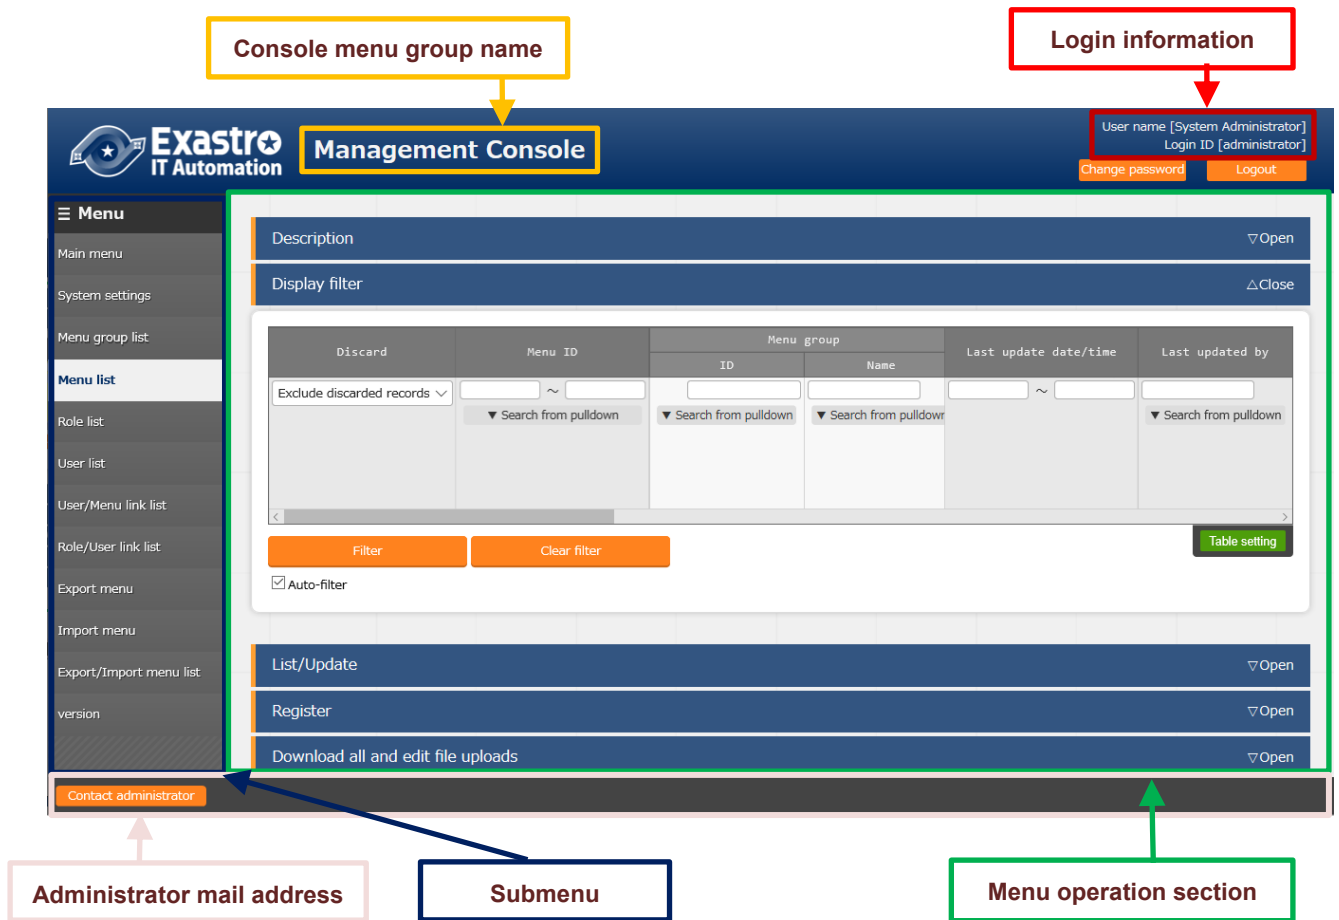 Console menu group name
Login information
Exastro
IT Automation
Management Console
User name [System Administrator]
Login ID [administrator]
Change password
Logout
☰ Menu
Main menu
System settings
Menu group list
Menu list
Role list
User list
User/Menu link list
Role/User link list
Export menu
Import menu
Export/Import menu list
version
Description
▽Open
Display filter
△Close
Discard
Menu ID
Menu group
ID
Name
Last update date/time
Last updated by
Exclude discarded records
~
~
▼ Search from pulldown
▼ Search from pulldown
▼ Search from pulldown
▼ Search from pulldown
Filter
Clear filter
Table setting
Auto-filter
List/Update
▽Open
Register
▽Open
Download all and edit file uploads
▽Open
Contact administrator
Administrator mail address
Submenu
Menu operation section